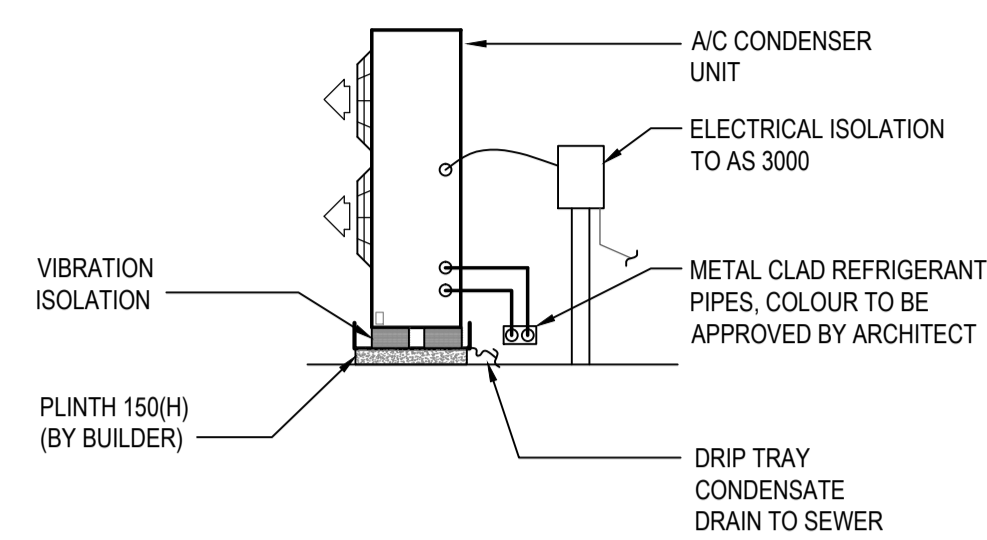 A/C CONDENSER
UNIT
ELECTRICAL ISOLATION
TO AS 3000
VIBRATION
ISOLATION
METAL CLAD REFRIGERANT
PIPES, COLOUR TO BE
APPROVED BY ARCHITECT
PLINTH 150(H)
(BY BUILDER)
DRIP TRAY
CONDENSATE
DRAIN TO SEWER